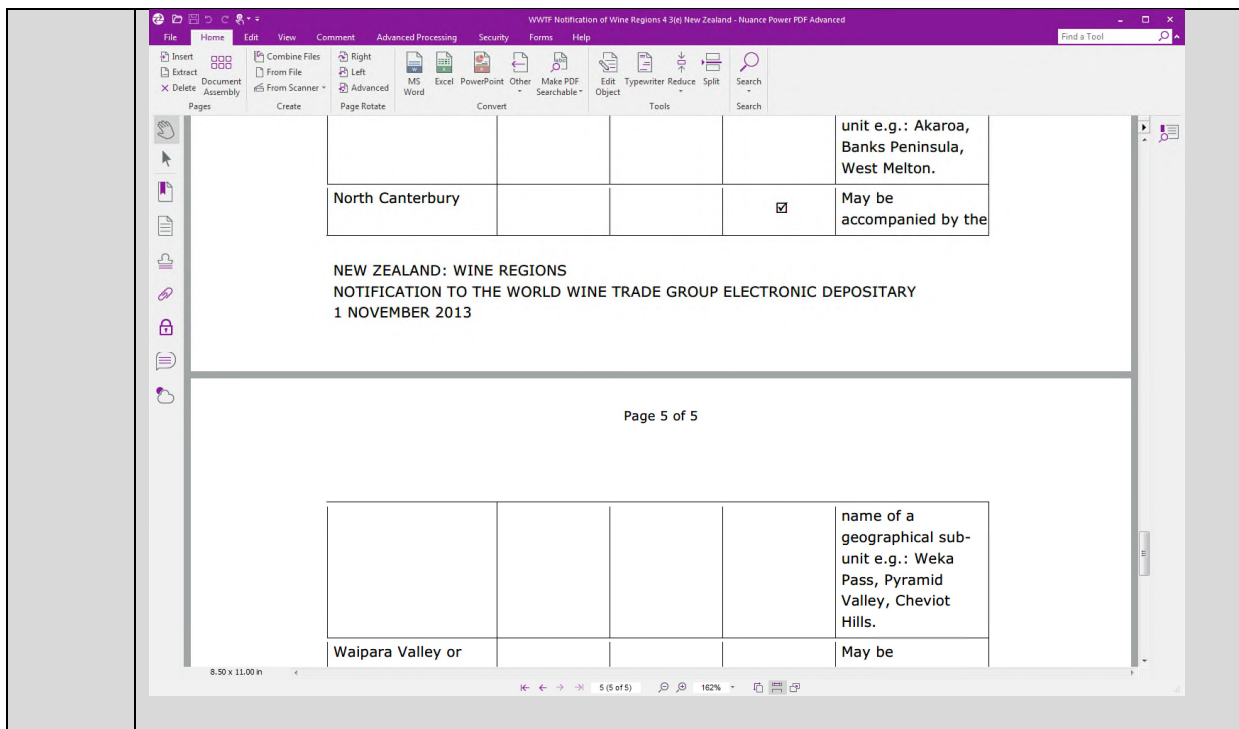 WWTF Notification of Wine Regions 4 3(e) New Zealand - Nuance Power PDF Advanced
File Home Edit View Comment Advanced Processing Security Forms Help
Find a Tool
Insert
Extract
Delete
Document Assembly
Pages
Combine Files
From File
From Scanner
Create
Right
Left
Advanced
Page Rotate
MS Word
Excel
PowerPoint
Other
Make PDF Searchable
Convert
Edit Object
Typewriter
Reduce
Split
Tools
Search
Search
unit e.g.: Akaroa,
Banks Peninsula,
West Melton.
North Canterbury
May be
accompanied by the
NEW ZEALAND: WINE REGIONS
NOTIFICATION TO THE WORLD WINE TRADE GROUP ELECTRONIC DEPOSITARY
1 NOVEMBER 2013
Page 5 of 5
name of a
geographical sub-
unit e.g.: Weka
Pass, Pyramid
Valley, Cheviot
Hills.
Waipara Valley or
May be
8.50 x 11.00 in
5 (5 of 5)
162%